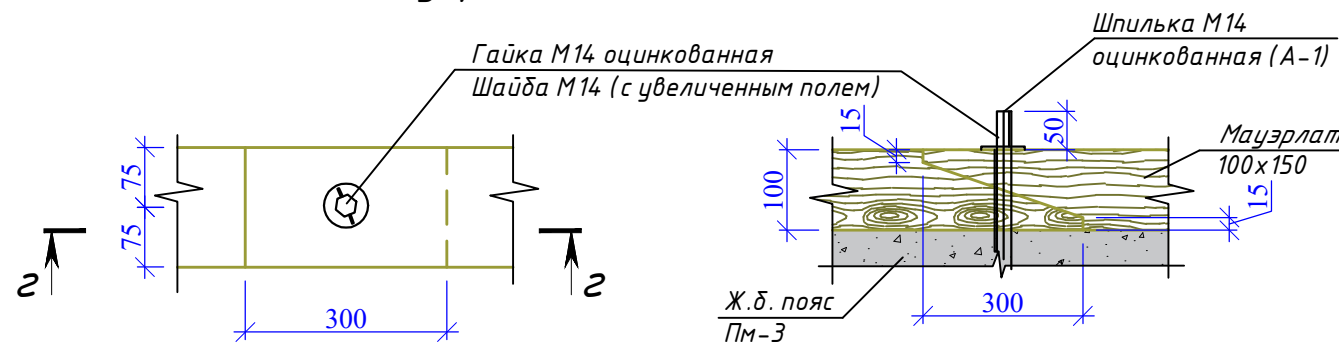 Гайка М14 оцинкованная
Шайба М14 (с увеличенным полем)
Шпилька М14
оцинкованная (А-1)
Мауэрлат
100х150
75
75
300
г
г
15
50
100
15
300
Ж.б. пояс
Пм-3